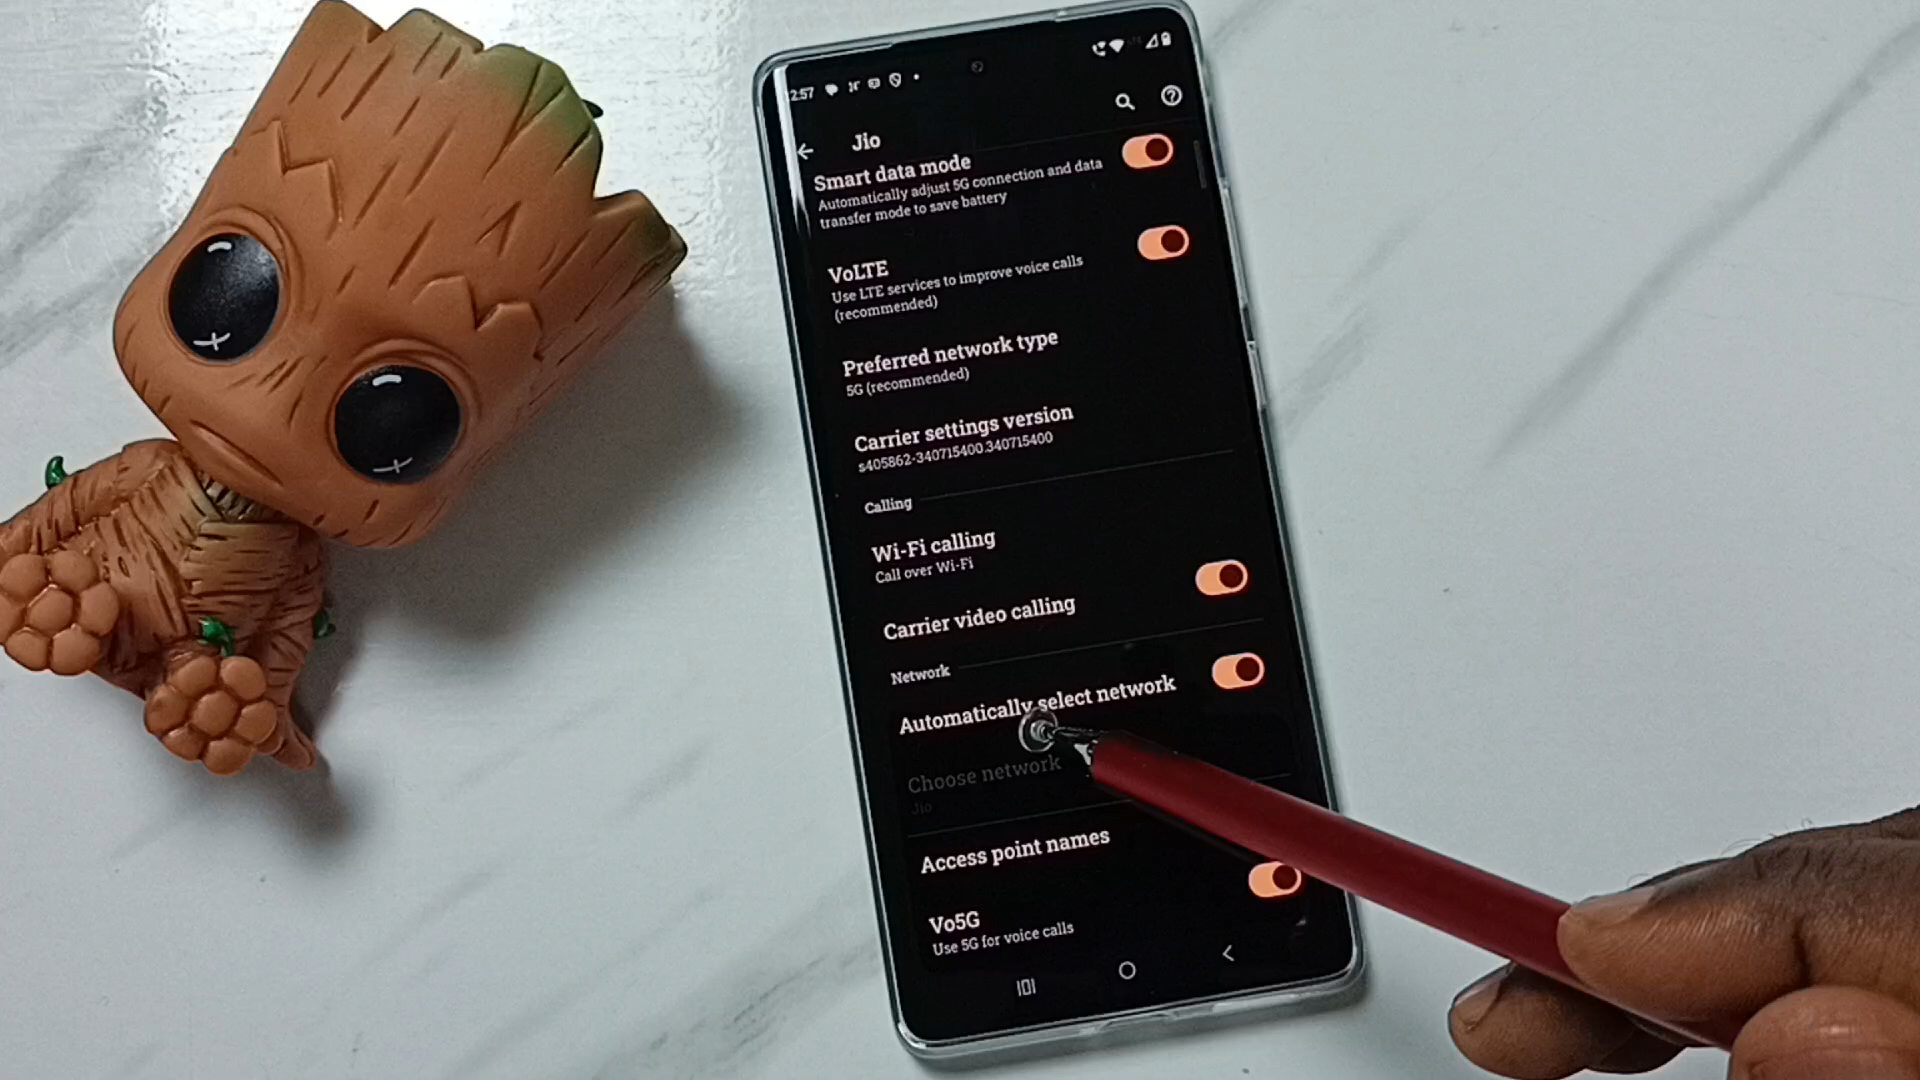 2:57
Jio
Smart data mode
Automatically adjust 5G connection and data
transfer mode to save battery
VoLTE
Use LTE services to improve voice calls
(recommended)
Preferred network type
5G (recommended)
Carrier settings version
s405862-340715400.340715400
Calling
Wi-Fi calling
Call over Wi-Fi
Carrier video calling
Network
Automatically select network
Choose network
Jio
Access point names
Vo5G
Use 5G for voice calls